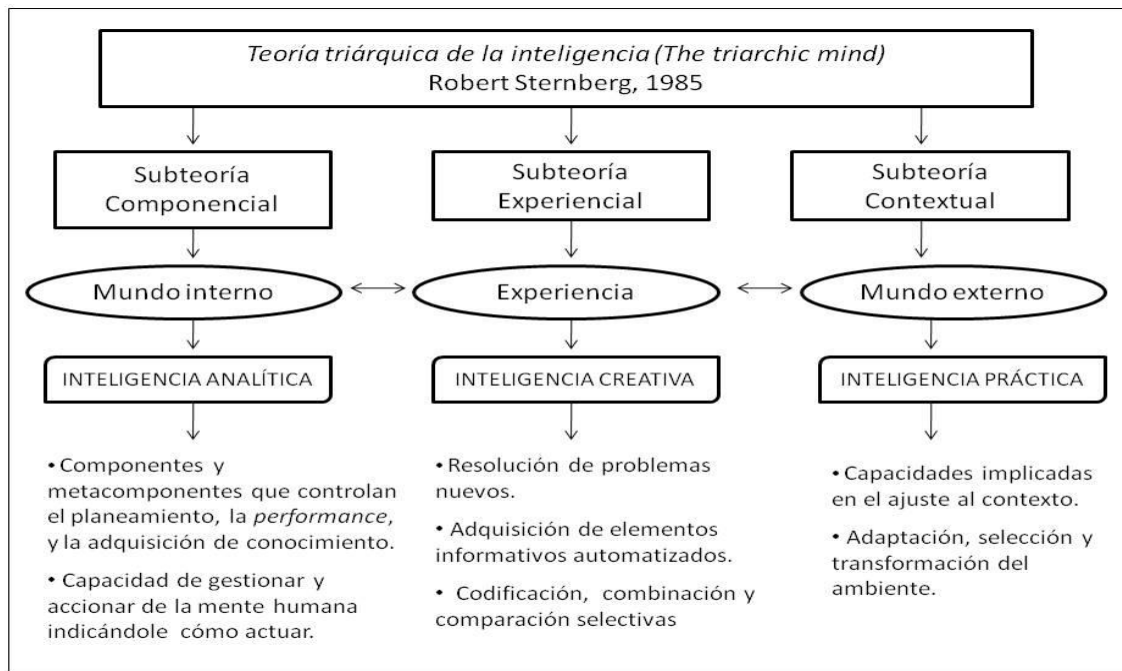 Teoría triárquica de la inteligencia (The triarchic mind)
Robert Sternberg, 1985
Subteoría
Componencial
Subteoría
Experiencial
Subteoría
Contextual
Mundo interno
Experiencia
Mundo externo
INTELIGENCIA ANALÍTICA
INTELIGENCIA CREATIVA
INTELIGENCIA PRÁCTICA
• Componentes y
metacomponentes que controlan
el planeamiento, la performance,
y la adquisición de conocimiento.
• Capacidad de gestionar y
accionar de la mente humana
indicándole cómo actuar.
• Resolución de problemas
nuevos.
• Adquisición de elementos
informativos automatizados.
• Codificación, combinación y
comparación selectivas
• Capacidades implicadas
en el ajuste al contexto.
• Adaptación, selección y
transformación del
ambiente.